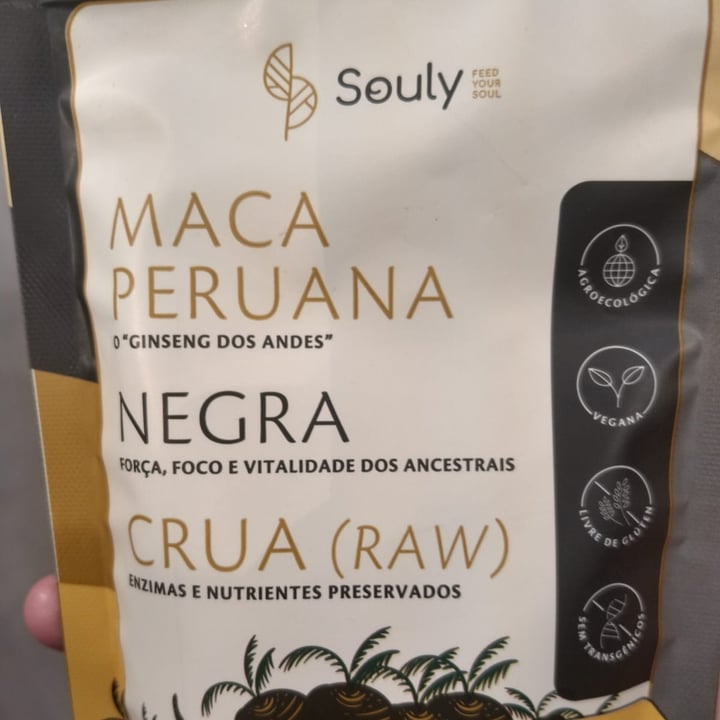 Souly
FEED
YOUR
SOUL
MACA
PERUANA
O "GINSENG DOS ANDES"
NEGRA
FORÇA, FOCO E VITALIDADE DOS ANCESTRAIS
CRUA (RAW)
ENZIMAS E NUTRIENTES PRESERVADOS
AGROECOLÓGICA
VEGANA
LIVRE DE GLÚTEN
SEM TRANSGÊNICOS